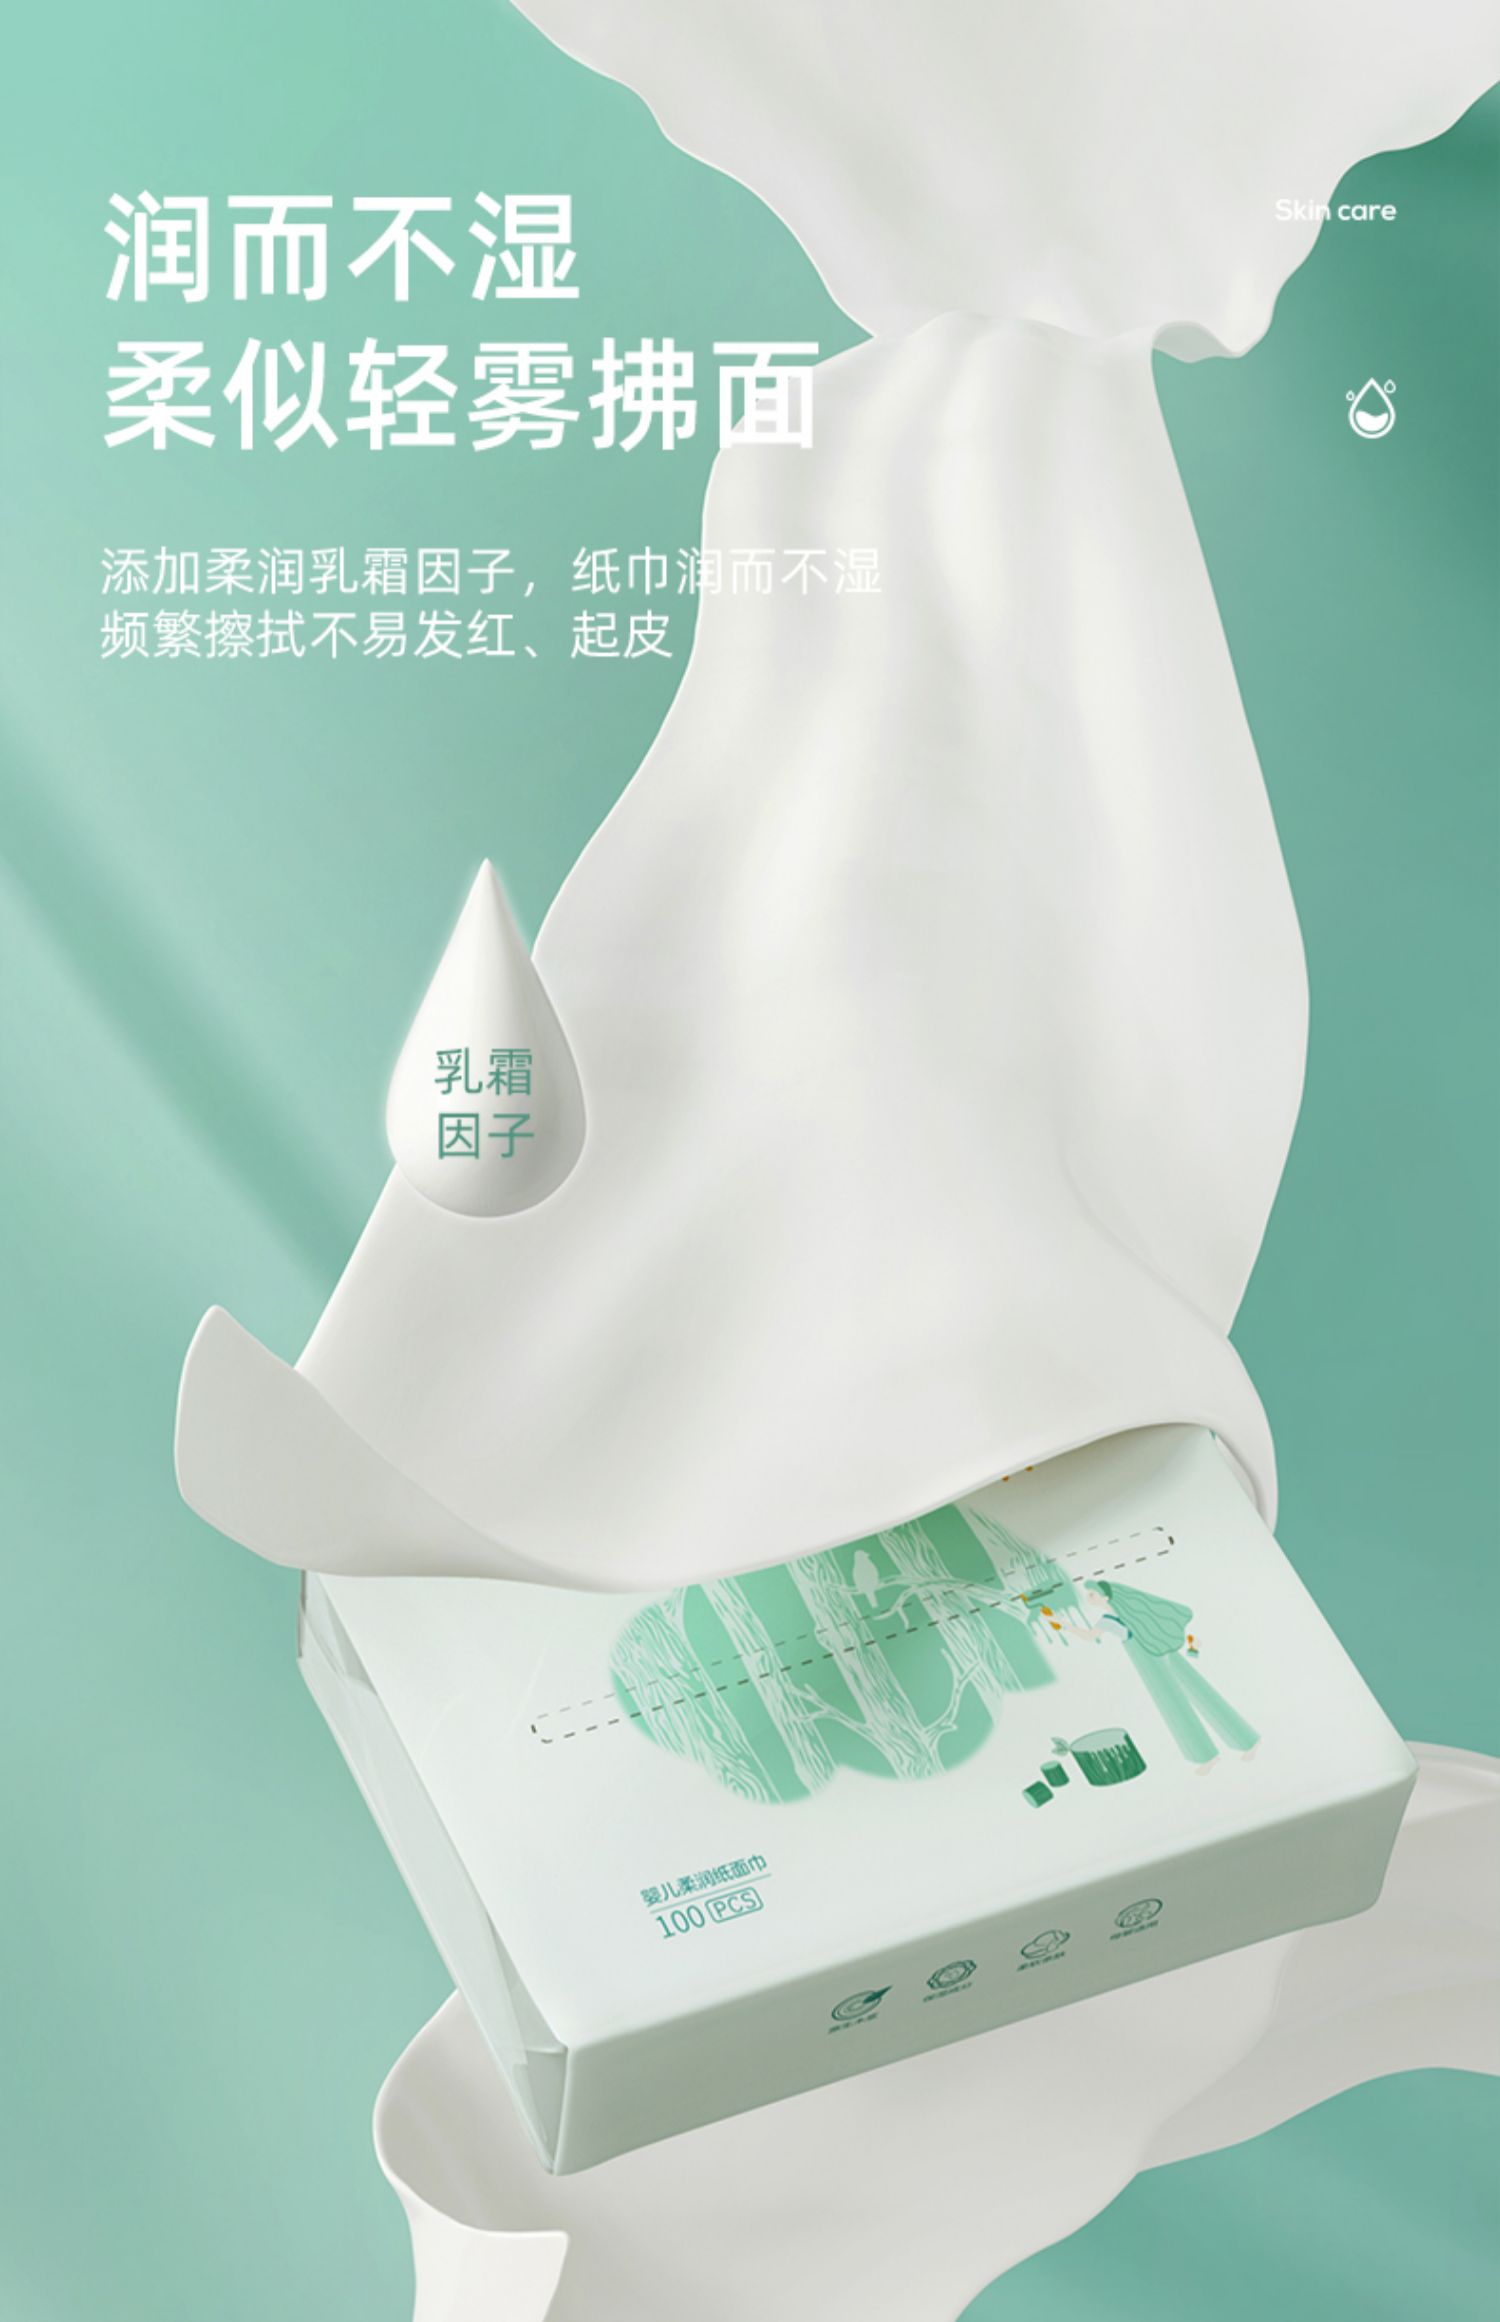 润而不湿
柔似轻雾拂面
Skin care
添加柔润乳霜因子，纸巾润而不湿
频繁擦拭不易发红、起皮
乳霜
因子
婴儿柔润纸面巾
100 PCS